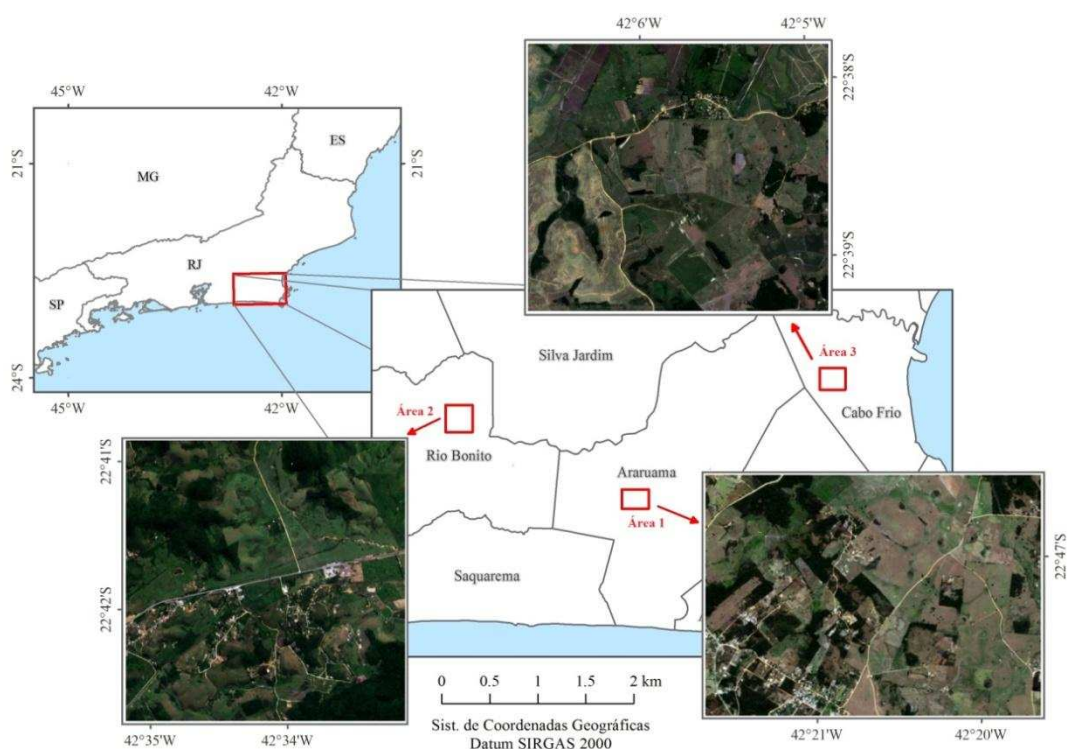 42°6'W
42°5'W
45°W
42°W
22°38'S
22°39'S
21°S
21°S
MG
ES
RJ
SP
24°S
45°W
42°W
Silva Jardim
Área 3
Cabo Frio
Área 2
Rio Bonito
Araruama
Área 1
Saquarema
22°41'S
22°42'S
42°35'W
42°34'W
22°47'S
42°21'W
42°20'W
0 0.5 1 2 km
Sist. de Coordenadas Geográficas
Datum SIRGAS 2000